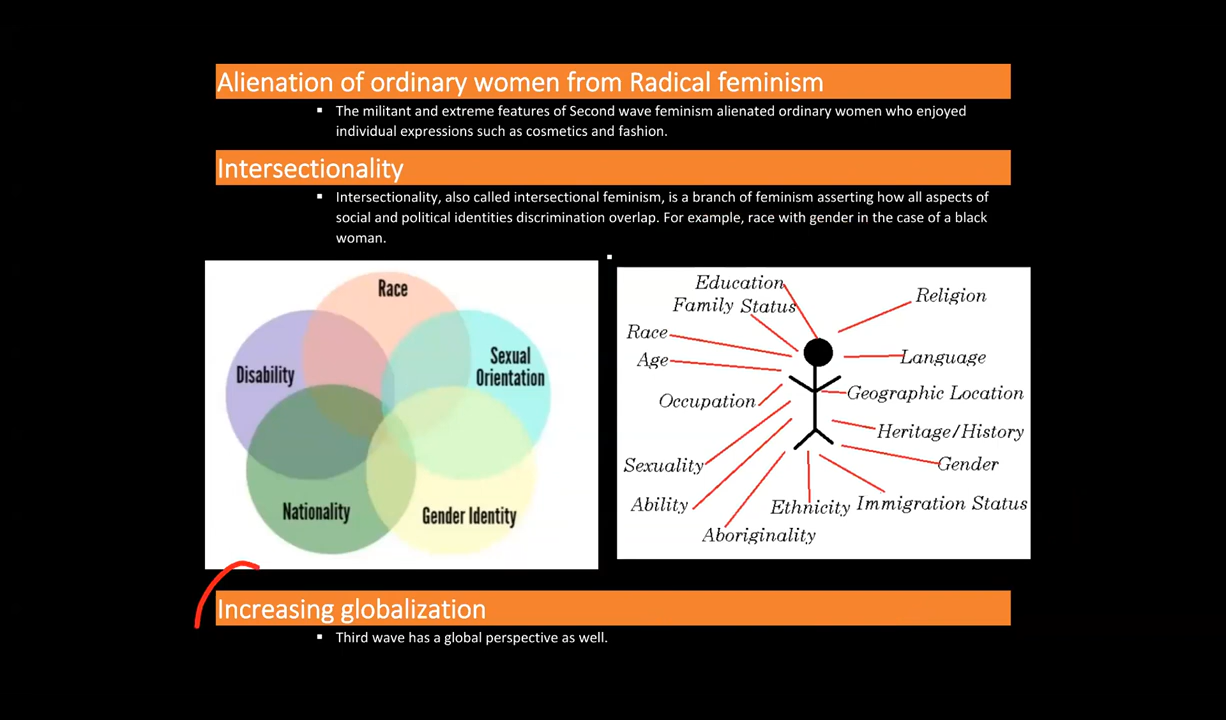 Alienation of ordinary women from Radical feminism
▪ The militant and extreme features of Second wave feminism alienated ordinary women who enjoyed
individual expressions such as cosmetics and fashion.
Intersectionality
▪ Intersectionality, also called intersectional feminism, is a branch of feminism asserting how all aspects of
social and political identities discrimination overlap. For example, race with gender in the case of a black
woman.
Race
Disability
Sexual
Orientation
Nationality
Gender Identity
Education
Family Status
Religion
Race
Age
Language
Occupation
Geographic Location
Heritage/History
Sexuality
Gender
Ability
Ethnicity
Immigration Status
Aboriginality
Increasing globalization
▪ Third wave has a global perspective as well.